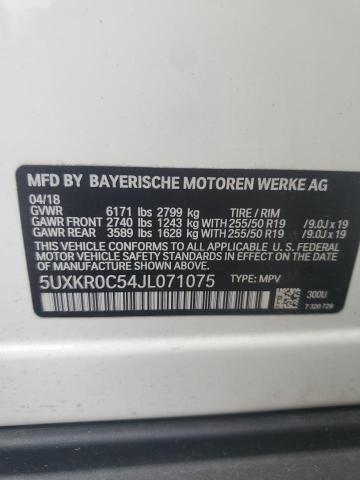 MFD BY BAYERISCHE MOTOREN WERKE AG
04/18
GVWR 6171 lbs 2799 kg TIRE / RIM
GAWR FRONT 2740 lbs 1243 kg WITH 255/50 R19 /9.0J x 19
GAWR REAR 3589 lbs 1628 kg WITH 255/50 R19 /9.0J x 19
THIS VEHICLE CONFORMS TO ALL APPLICABLE U. S. FEDERAL
MOTOR VEHICLE SAFETY STANDARDS IN EFFECT ON THE
DATE OF MANUFACTURE SHOWN ABOVE.
5UXKR0C54JL071075 TYPE: MPV
300U
7 320 729